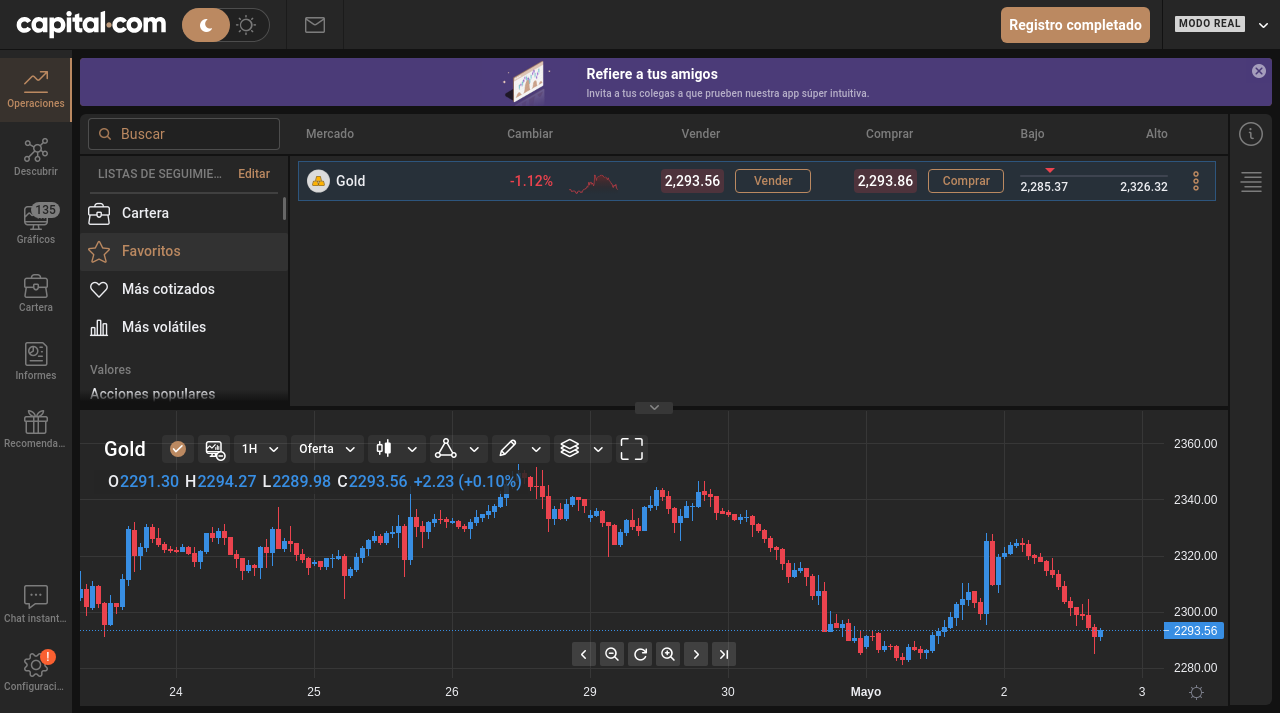 capital.com
Registro completado
MODO REAL
Refiere a tus amigos
Invita a tus colegas a que prueben nuestra app súper intuitiva.
Operaciones
Descubrir
135
Gráficos
Cartera
Informes
Recomenda...
Chat instant...
!
Configuraci...
Buscar
LISTAS DE SEGUIMIE...
Editar
Cartera
Favoritos
Más cotizados
Más volátiles
Valores
Acciones populares
Mercado Cambiar Vender Comprar Bajo Alto
Gold -1.12% 2,293.56 Vender 2,293.86 Comprar 2,285.37 2,326.32
Gold 1H Oferta
O2291.30 H2294.27 L2289.98 C2293.56 +2.23 (+0.10%)
2360.00
2340.00
2320.00
2300.00
2293.56
2280.00
24 25 26 29 30 Mayo 2 3